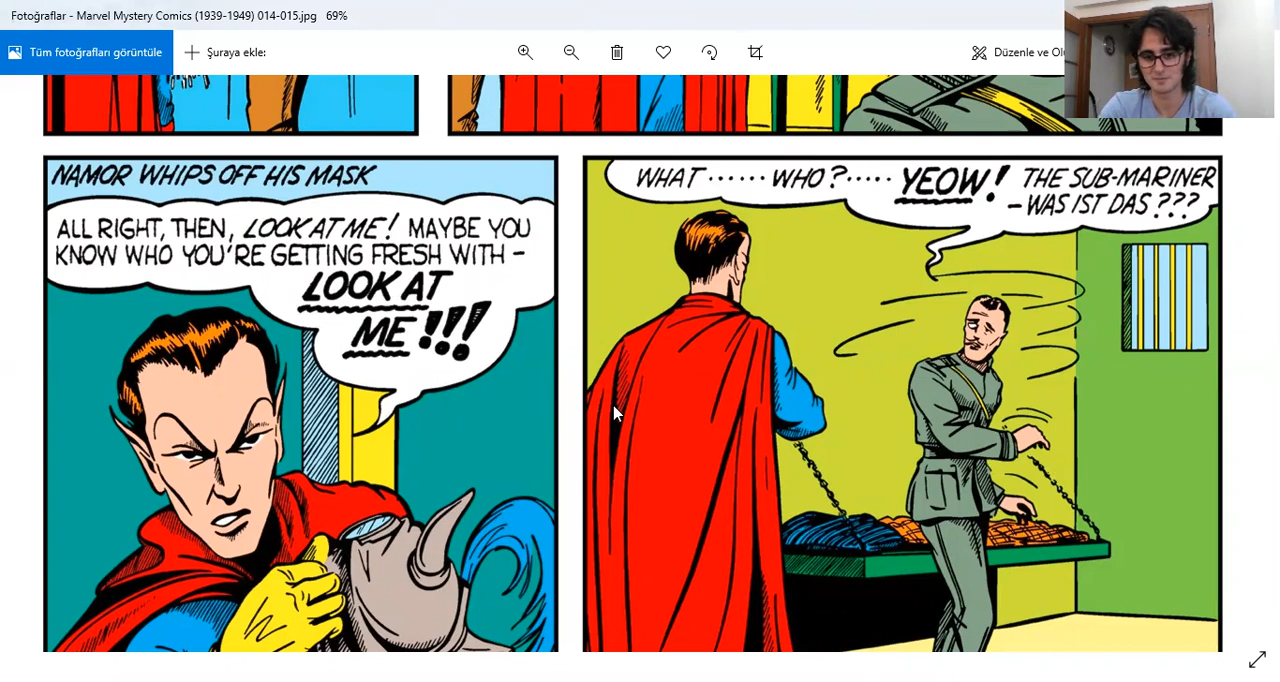 Fotoğraflar - Marvel Mystery Comics (1939-1949) 014-015.jpg 69%
Tüm fotoğrafları görüntüle
Şuraya ekle:
Düzenle ve
NAMOR WHIPS OFF HIS MASK
ALL RIGHT, THEN, LOOK AT ME! MAYBE YOU
KNOW WHO YOU'RE GETTING FRESH WITH -
LOOK AT
ME!!!
WHAT ...... WHO?..... YEOW! THE SUB-MARINER
- WAS IST DAS???